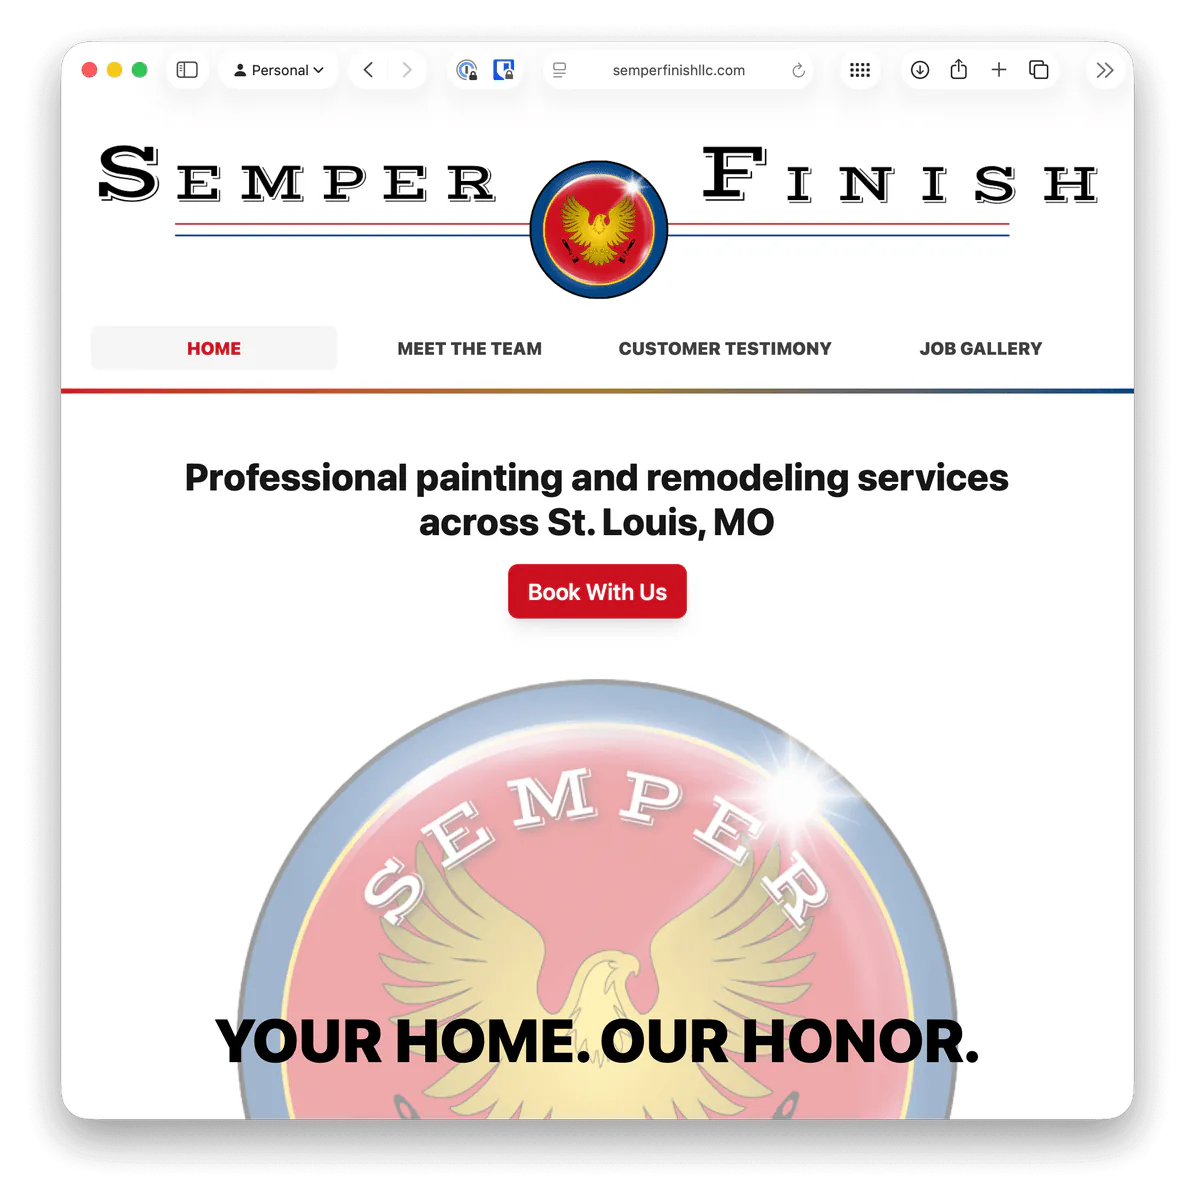 Personal
semperfinishllc.com
SEMPER FINISH
HOME
MEET THE TEAM
CUSTOMER TESTIMONY
JOB GALLERY
Professional painting and remodeling services
across St. Louis, MO
Book With Us
SEMPER
YOUR HOME. OUR HONOR.